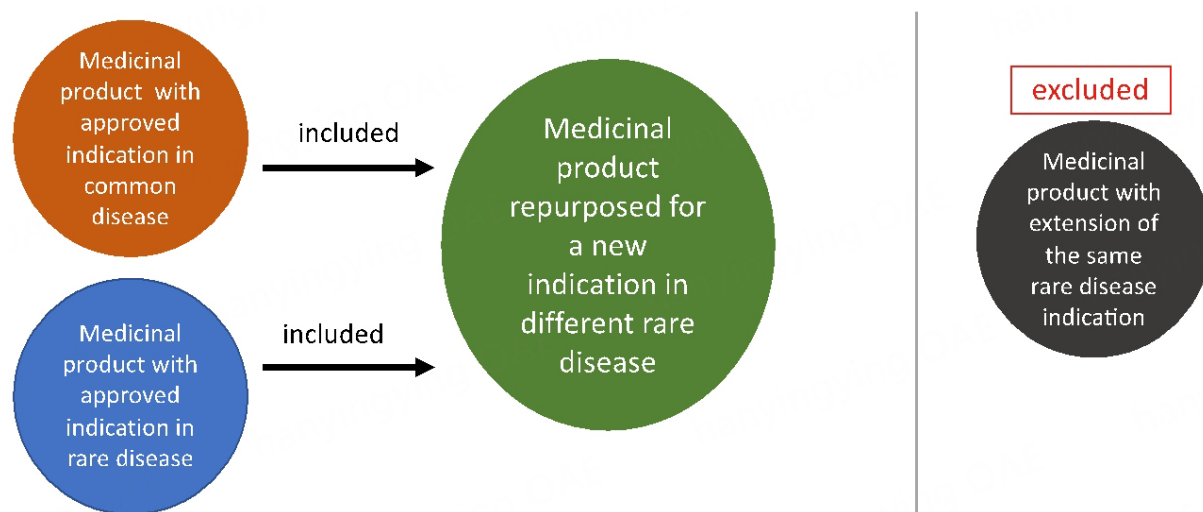 Medicinal
product with
approved
indication in
common
disease
included
Medicinal
product with
approved
indication in
rare disease
included
Medicinal
product
repurposed for
a new
indication in
different rare
disease
excluded
Medicinal
product with
extension of
the same
rare disease
indication